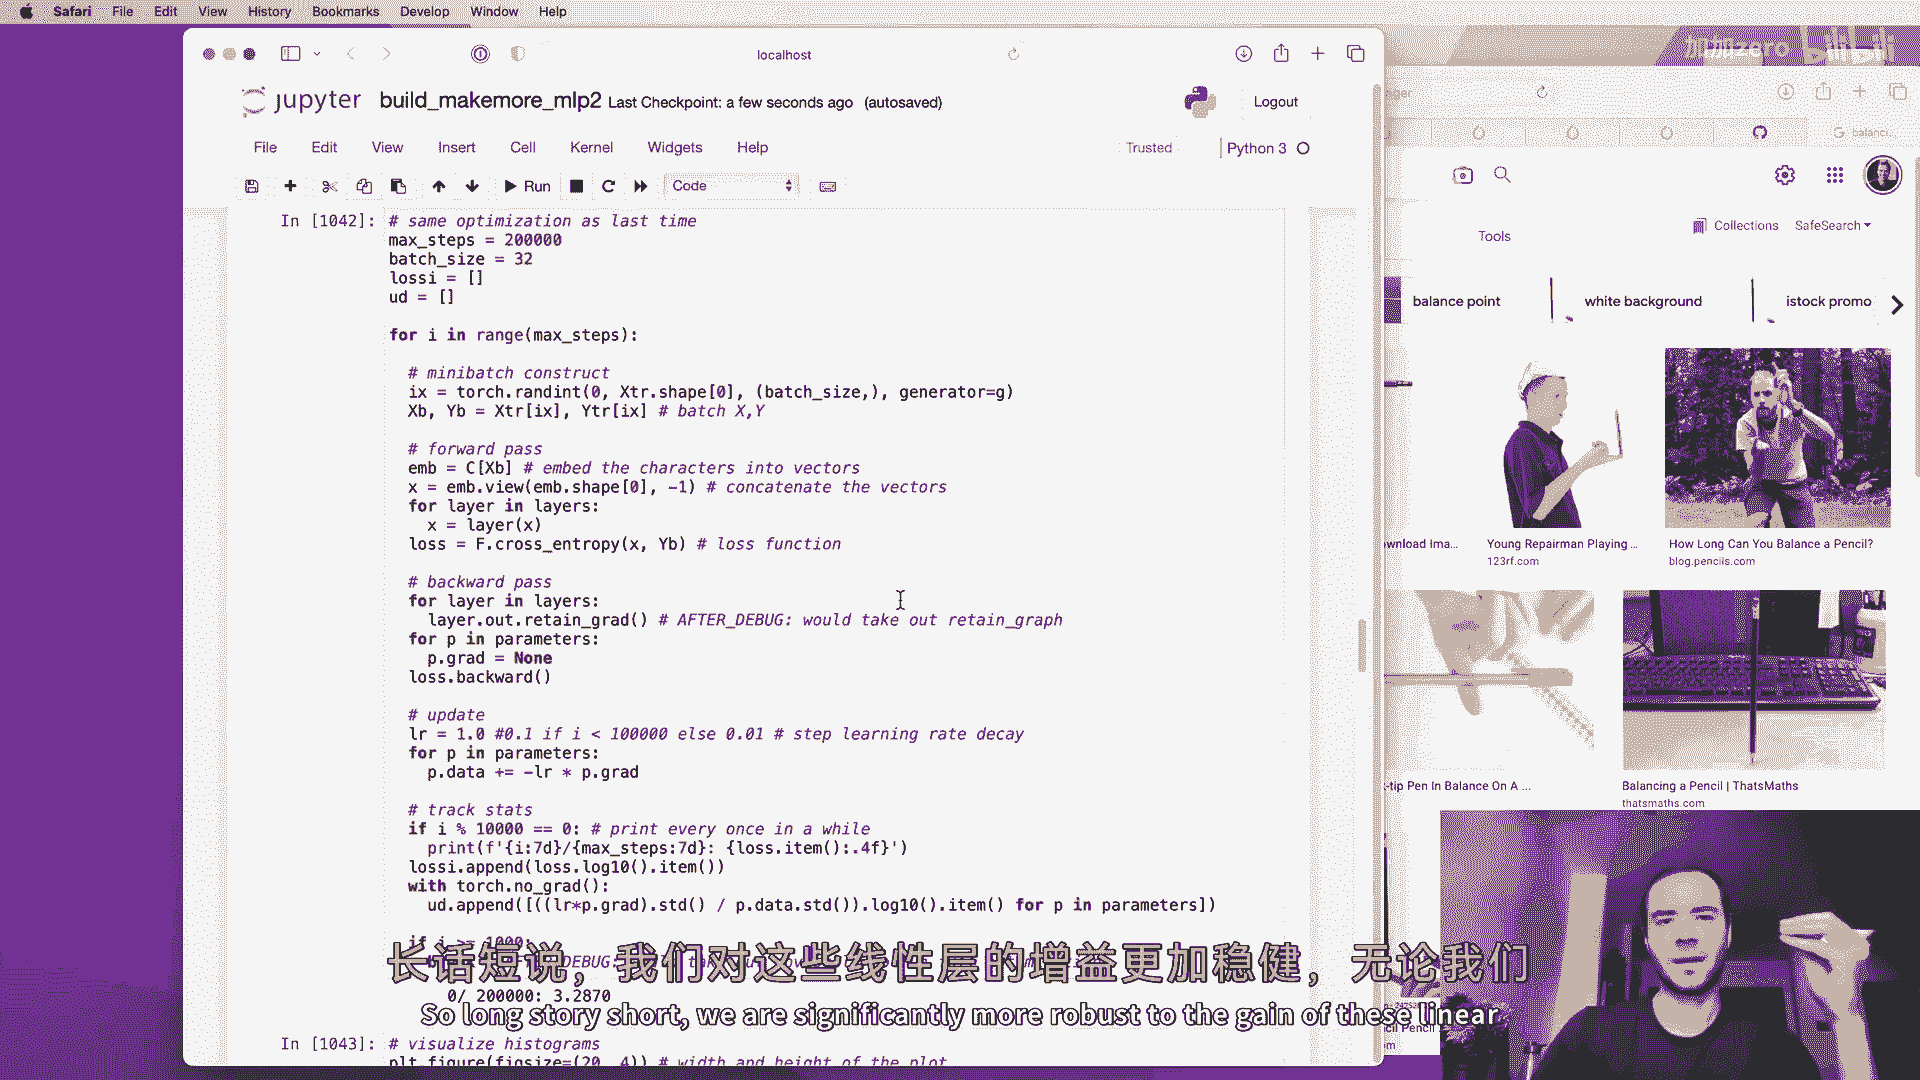 Safari File Edit View History Bookmarks Develop Window Help
加加zero bilibili
localhost
jupyter build_makemore_mlp2 Last Checkpoint: a few seconds ago (autosaved)
Logout
File Edit View Insert Cell Kernel Widgets Help
Trusted
Python 3
Run
Code
In [1042]: # same optimization as last time
max_steps = 200000
batch_size = 32
lossi = []
ud = []
for i in range(max_steps):
# minibatch construct
ix = torch.randint(0, Xtr.shape[0], (batch_size,), generator=g)
Xb, Yb = Xtr[ix], Ytr[ix] # batch X,Y
# forward pass
emb = C[Xb] # embed the characters into vectors
x = emb.view(emb.shape[0], -1) # concatenate the vectors
for layer in layers:
x = layer(x)
loss = F.cross_entropy(x, Yb) # loss function
# backward pass
for layer in layers:
layer.out.retain_grad() # AFTER_DEBUG: would take out retain_graph
for p in parameters:
p.grad = None
loss.backward()
# update
lr = 1.0 #0.1 if i < 100000 else 0.01 # step learning rate decay
for p in parameters:
p.data += -lr * p.grad
# track stats
if i % 10000 == 0: # print every once in a while
print(f'{i:7d}/{max_steps:7d}: {loss.item():.4f}')
lossi.append(loss.log10().item())
with torch.no_grad():
ud.append([((lr*p.grad).std() / p.data.std()).log10().item() for p in parameters])
if i >= 1000:
DEBUG:
0/ 200000: 3.2870
In [1043]: # visualize histograms
plt.figure(figsize=(20, 4)) # width and height of the plot
Tools
Collections SafeSearch
balance point
white background
istock promo
wnload Ima...
Young Repairman Playing ...
123rf.com
How Long Can You Balance a Pencil?
blog.pencils.com
-tip Pen In Balance On A ...
Balancing a Pencil | ThatsMaths
thatsmaths.com
长话短说，我们对这些线性层的增益更加稳健，无论我们
So long story short, we are significantly more robust to the gain of these linear